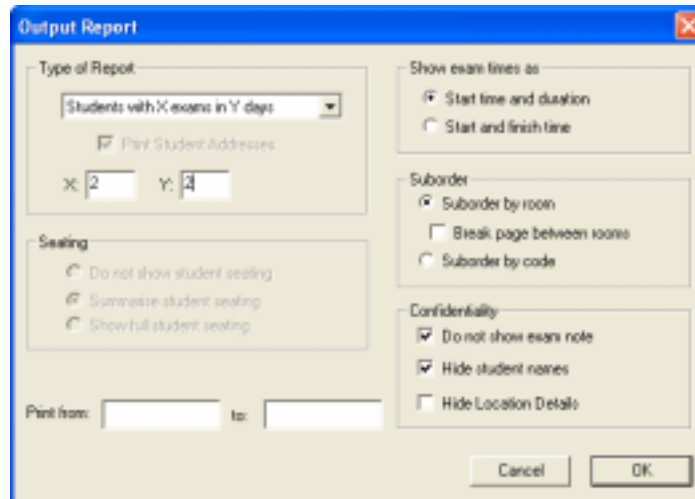 Output Report
Type of Report
Students with X exams in Y days
Print Student Addresses
X: 2 Y: 2
Seating
Do not show student seating
Summarise student seating
Show full student seating
Print from: to:
Show exam times as
Start time and duration
Start and finish time
Suborder
Suborder by room
Break page between rooms
Suborder by code
Confidentiality
Do not show exam note
Hide student names
Hide Location Details
Cancel OK